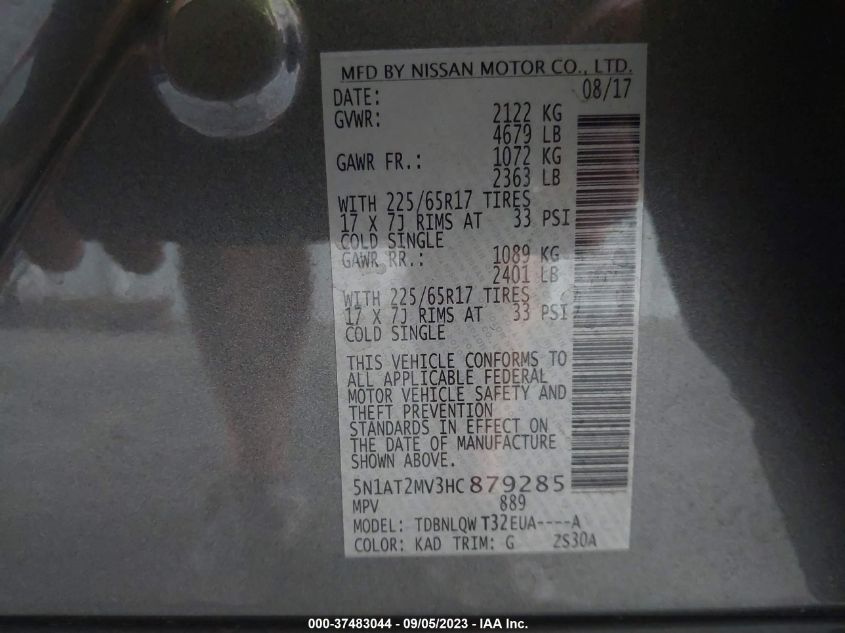 MFD BY NISSAN MOTOR CO., LTD.
DATE: 08/17
GVWR: 2122 KG
4679 LB
GAWR FR.: 1072 KG
2363 LB
WITH 225/65R17 TIRES
17 X 7J RIMS AT 33 PSI
COLD SINGLE
GAWR RR.: 1089 KG
2401 LB
WITH 225/65R17 TIRES
17 X 7J RIMS AT 33 PSI
COLD SINGLE
THIS VEHICLE CONFORMS TO
ALL APPLICABLE FEDERAL
MOTOR VEHICLE SAFETY AND
THEFT PREVENTION
STANDARDS IN EFFECT ON
THE DATE OF MANUFACTURE
SHOWN ABOVE.
5N1AT2MV3HC879285
MPV 889
MODEL: TDBNLQWT32EUA----A
COLOR: KAD TRIM: G 2S30A
000-37483044 - 09/05/2023 - IAA Inc.